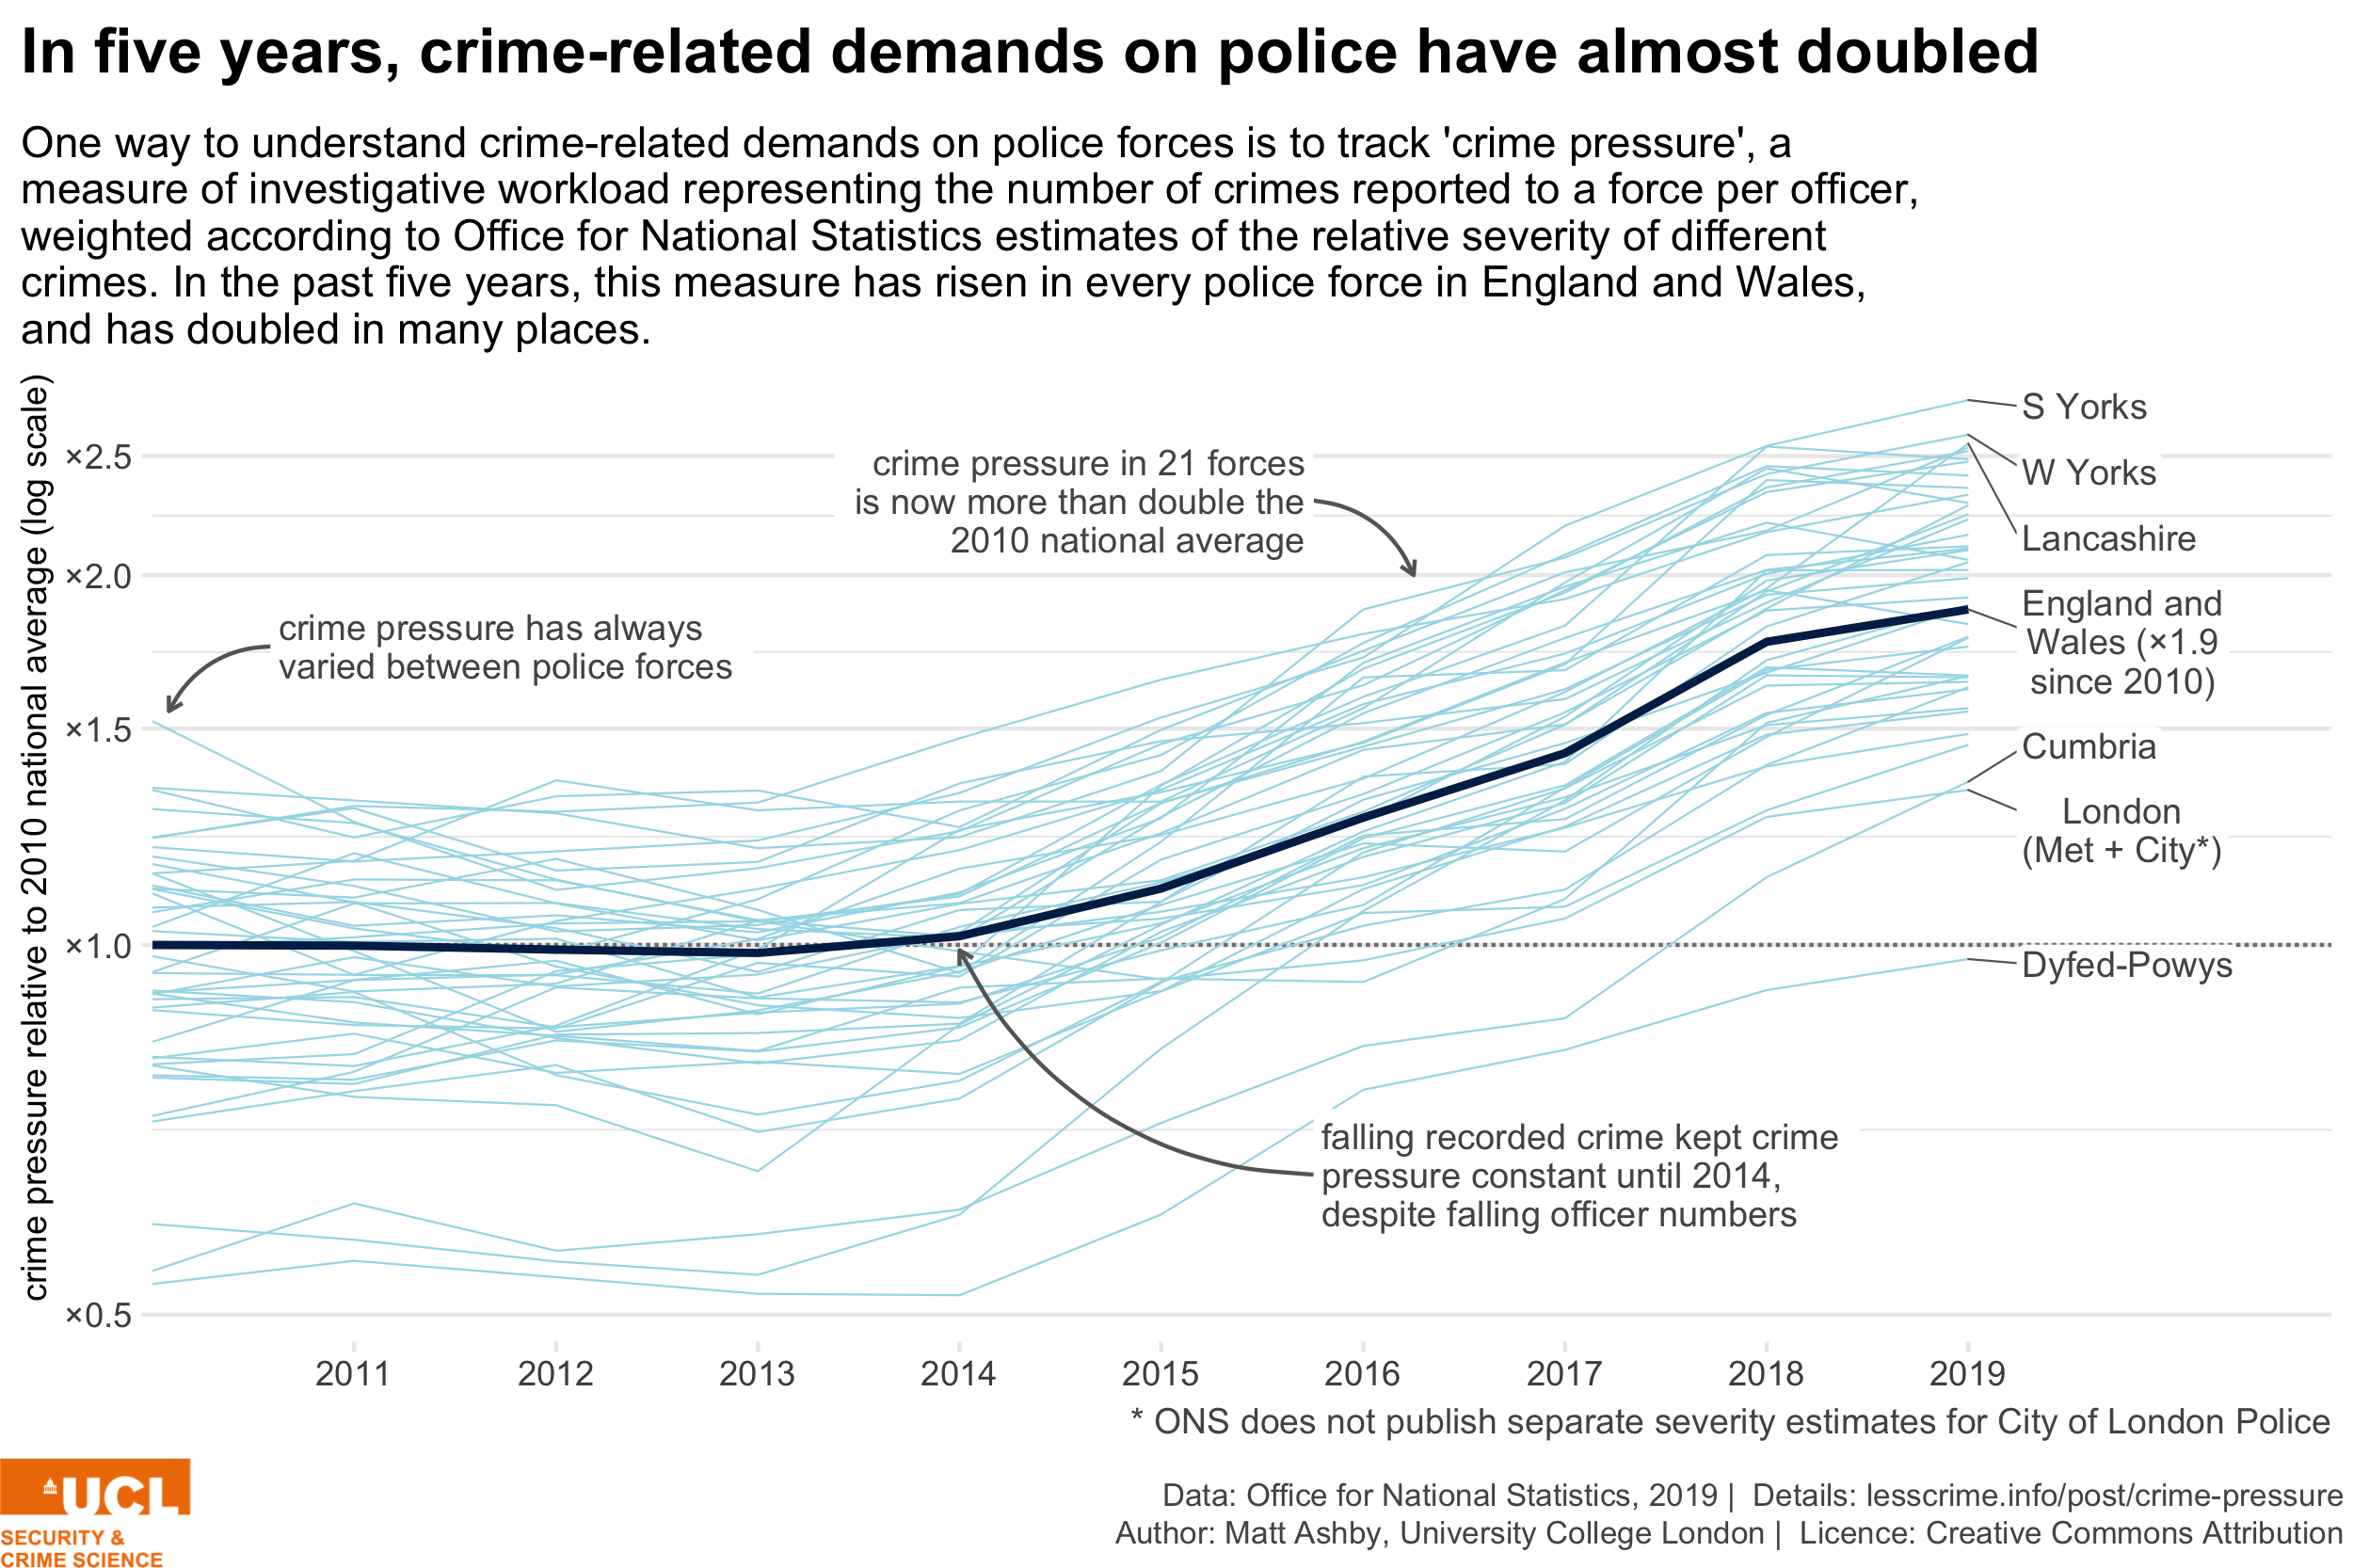 In five years, crime-related demands on police have almost doubled
One way to understand crime-related demands on police forces is to track 'crime pressure', a
measure of investigative workload representing the number of crimes reported to a force per officer,
weighted according to Office for National Statistics estimates of the relative severity of different
crimes. In the past five years, this measure has risen in every police force in England and Wales,
and has doubled in many places.
crime pressure relative to 2010 national average (log scale)
×2.5
×2.0
×1.5
×1.0
×0.5
crime pressure has always
varied between police forces
crime pressure in 21 forces
is now more than double the
2010 national average
falling recorded crime kept crime
pressure constant until 2014,
despite falling officer numbers
S Yorks
W Yorks
Lancashire
England and
Wales (×1.9
since 2010)
Cumbria
London
(Met + City*)
Dyfed-Powys
2011
2012
2013
2014
2015
2016
2017
2018
2019
* ONS does not publish separate severity estimates for City of London Police
UCL
SECURITY &
CRIME SCIENCE
Data: Office for National Statistics, 2019 | Details: lesscrime.info/post/crime-pressure
Author: Matt Ashby, University College London | Licence: Creative Commons Attribution